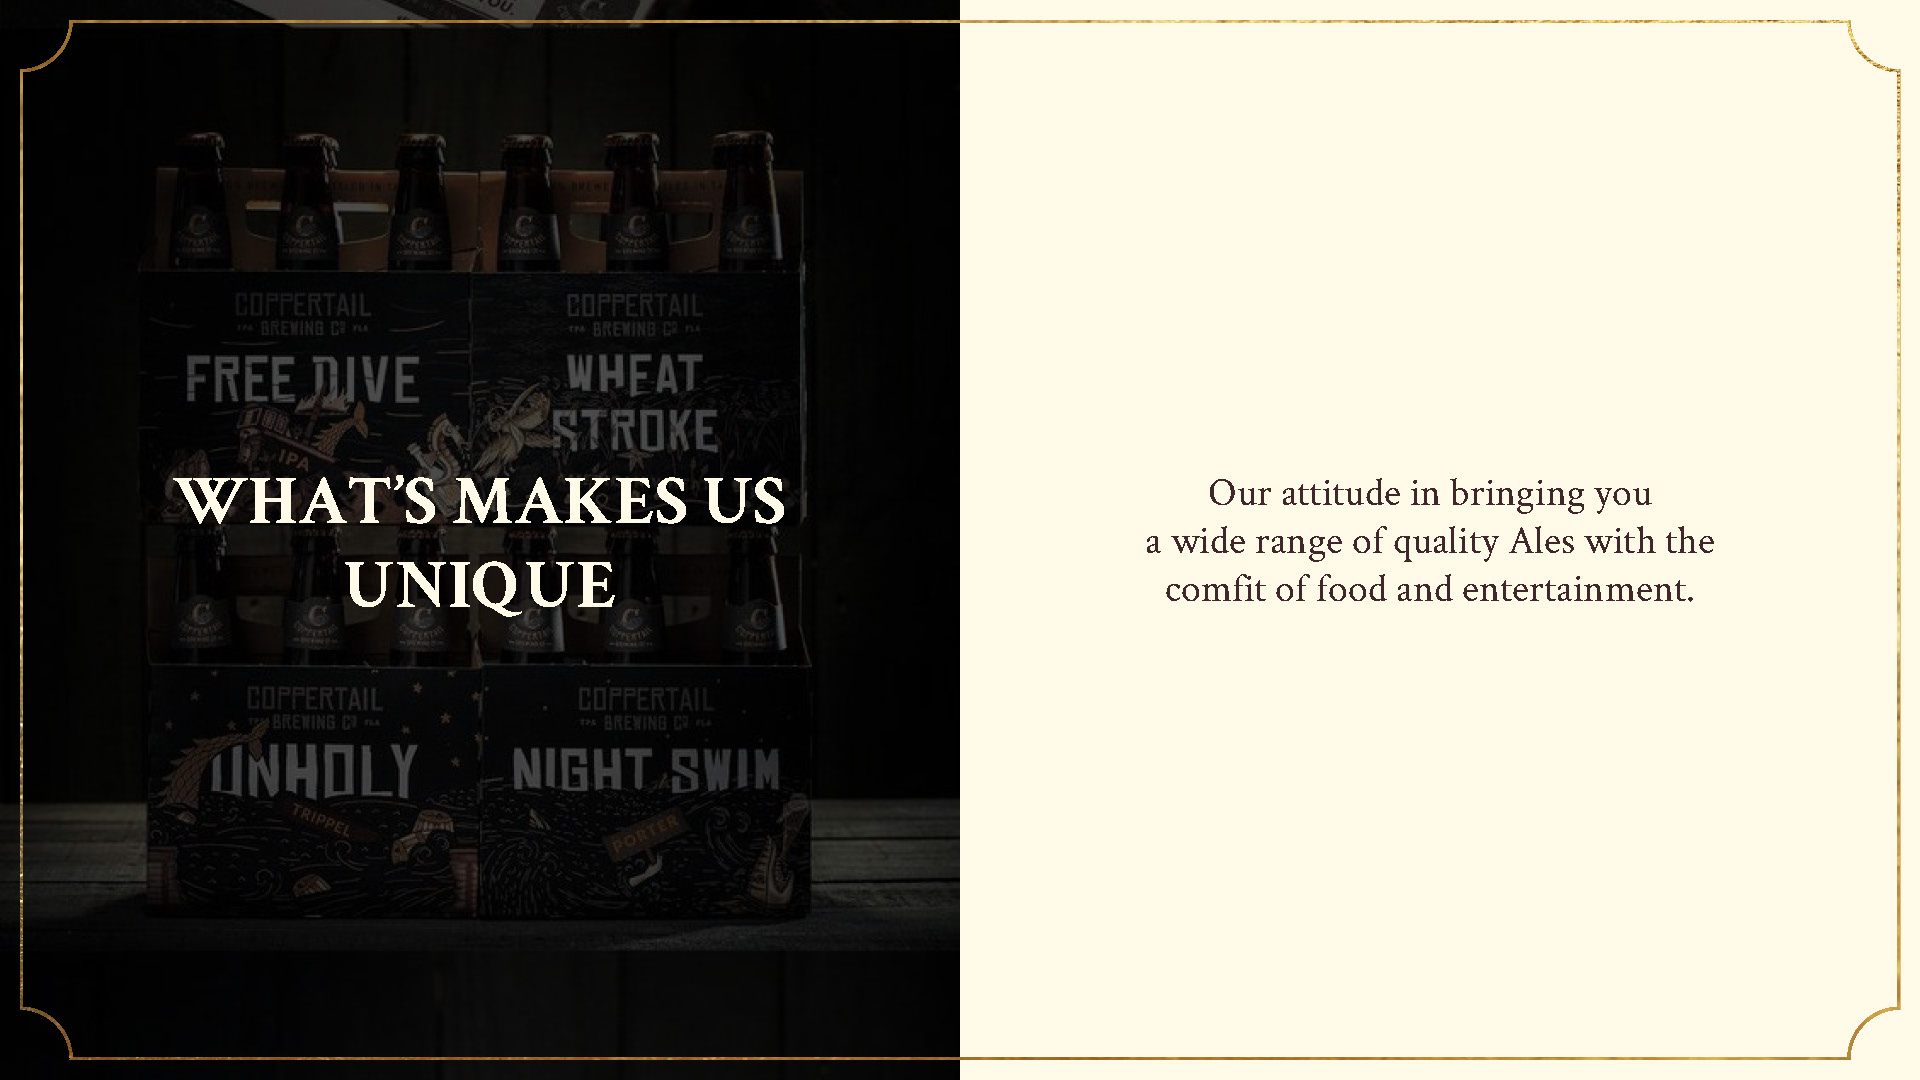 YOU.
COPPERTAIL
TPA BREWING CO FLA
FREE DIVE
IPA
COPPERTAIL
TPA BREWING CO FLA
WHEAT
STROKE
WHAT'S MAKES US
UNIQUE
COPPERTAIL
TPA BREWING CO FLA
UNHOLY
TRIPPEL
COPPERTAIL
TPA BREWING CO FLA
NIGHT SWIM
PORTER
Our attitude in bringing you
a wide range of quality Ales with the
comfit of food and entertainment.